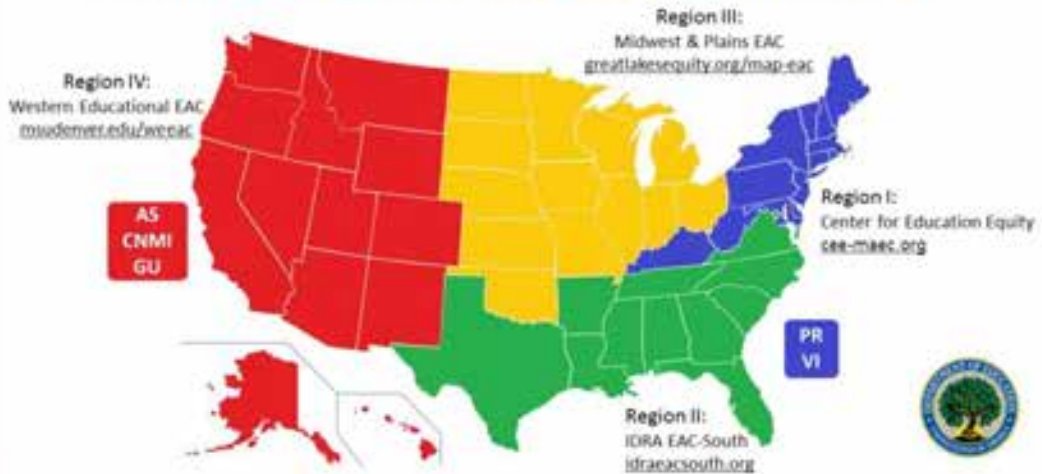 Region III:
Midwest & Plains EAC
greatlakesequity.org/map-eac
Region IV:
Western Educational EAC
msudenver.edu/weeac
Region I:
Center for Education Equity
cee-maec.org
AS
CNMI
GU
PR
VI
Region II:
IDRA EAC-South
idraeacsouth.org